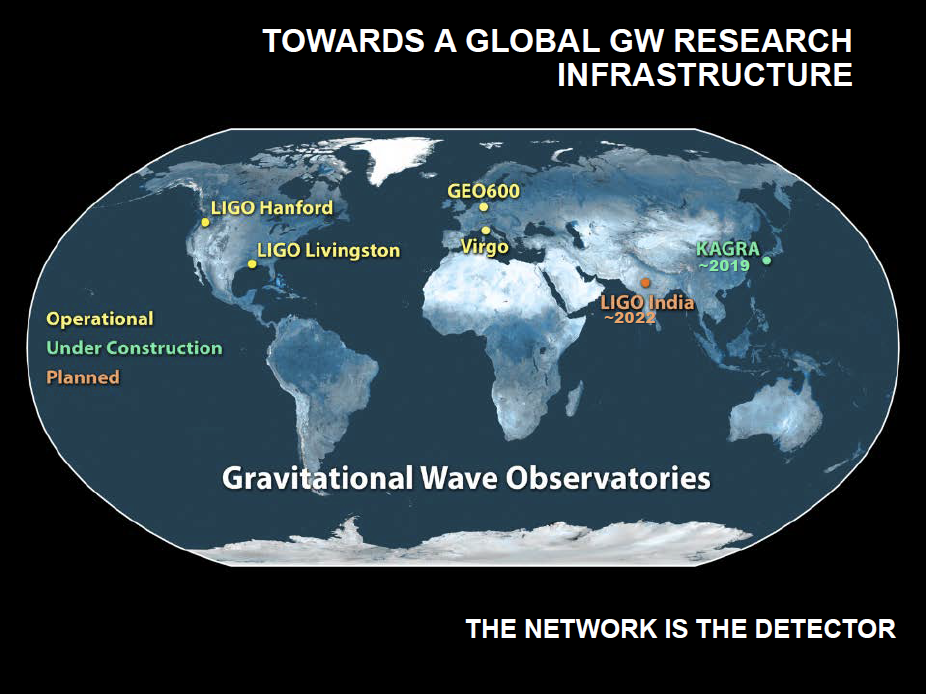 TOWARDS A GLOBAL GW RESEARCH
INFRASTRUCTURE
GEO600
LIGO Hanford
Virgo
LIGO Livingston
KAGRA
~2019
LIGO India
~2022
Operational
Under Construction
Planned
Gravitational Wave Observatories
THE NETWORK IS THE DETECTOR